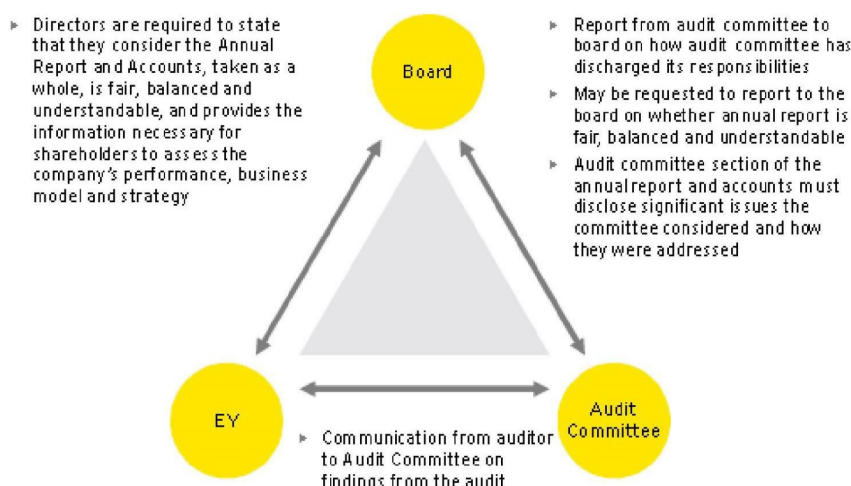 ▶ Directors are required to state
that they consider the Annual
Report and Accounts, taken as a
whole, is fair, balanced and
understandable, and provides the
information necessary for
shareholders to assess the
company's performance, business
model and strategy
Board
▶ Report from audit committee to
board on how audit committee has
discharged its responsibilities
▶ May be requested to report to the
board on whether annual report is
fair, balanced and understandable
▶ Audit committee section of the
annual report and accounts must
disclose significant issues the
committee considered and how
they were addressed
EY
▶ Communication from auditor
to Audit Committee on
findings from the audit
Audit
Committee